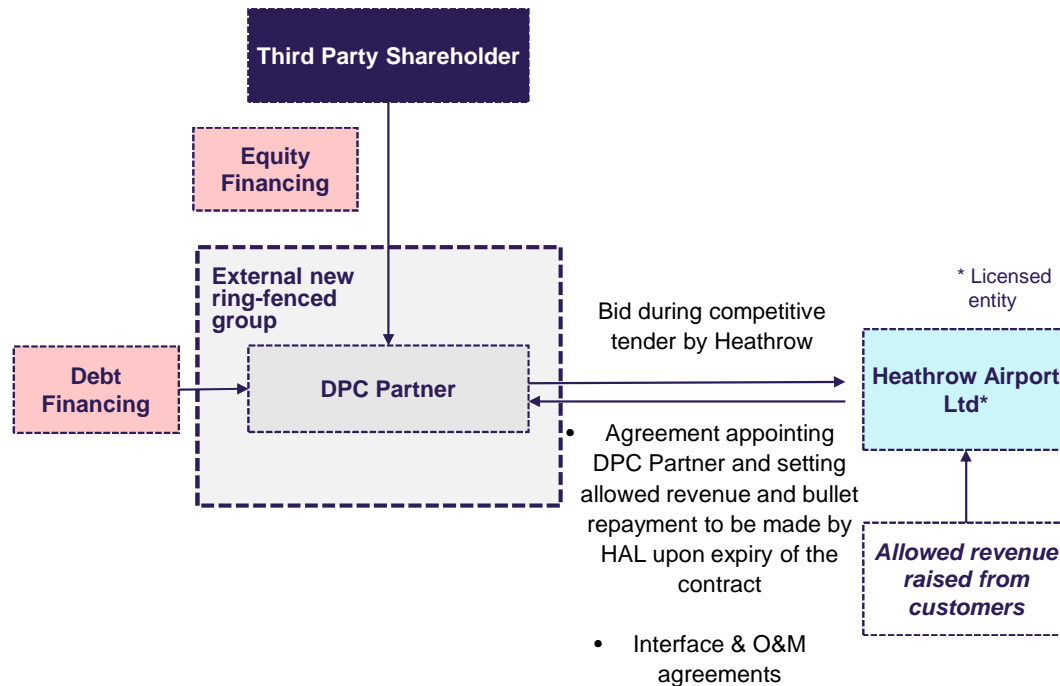 Third Party Shareholder
Equity
Financing
External new
ring-fenced
group
* Licensed
entity
Bid during competitive
tender by Heathrow
Debt
Financing
DPC Partner
Heathrow Airport
Ltd*
• Agreement appointing
DPC Partner and setting
allowed revenue and bullet
repayment to be made by
HAL upon expiry of the
contract
Allowed revenue
raised from
customers
• Interface & O&M
agreements